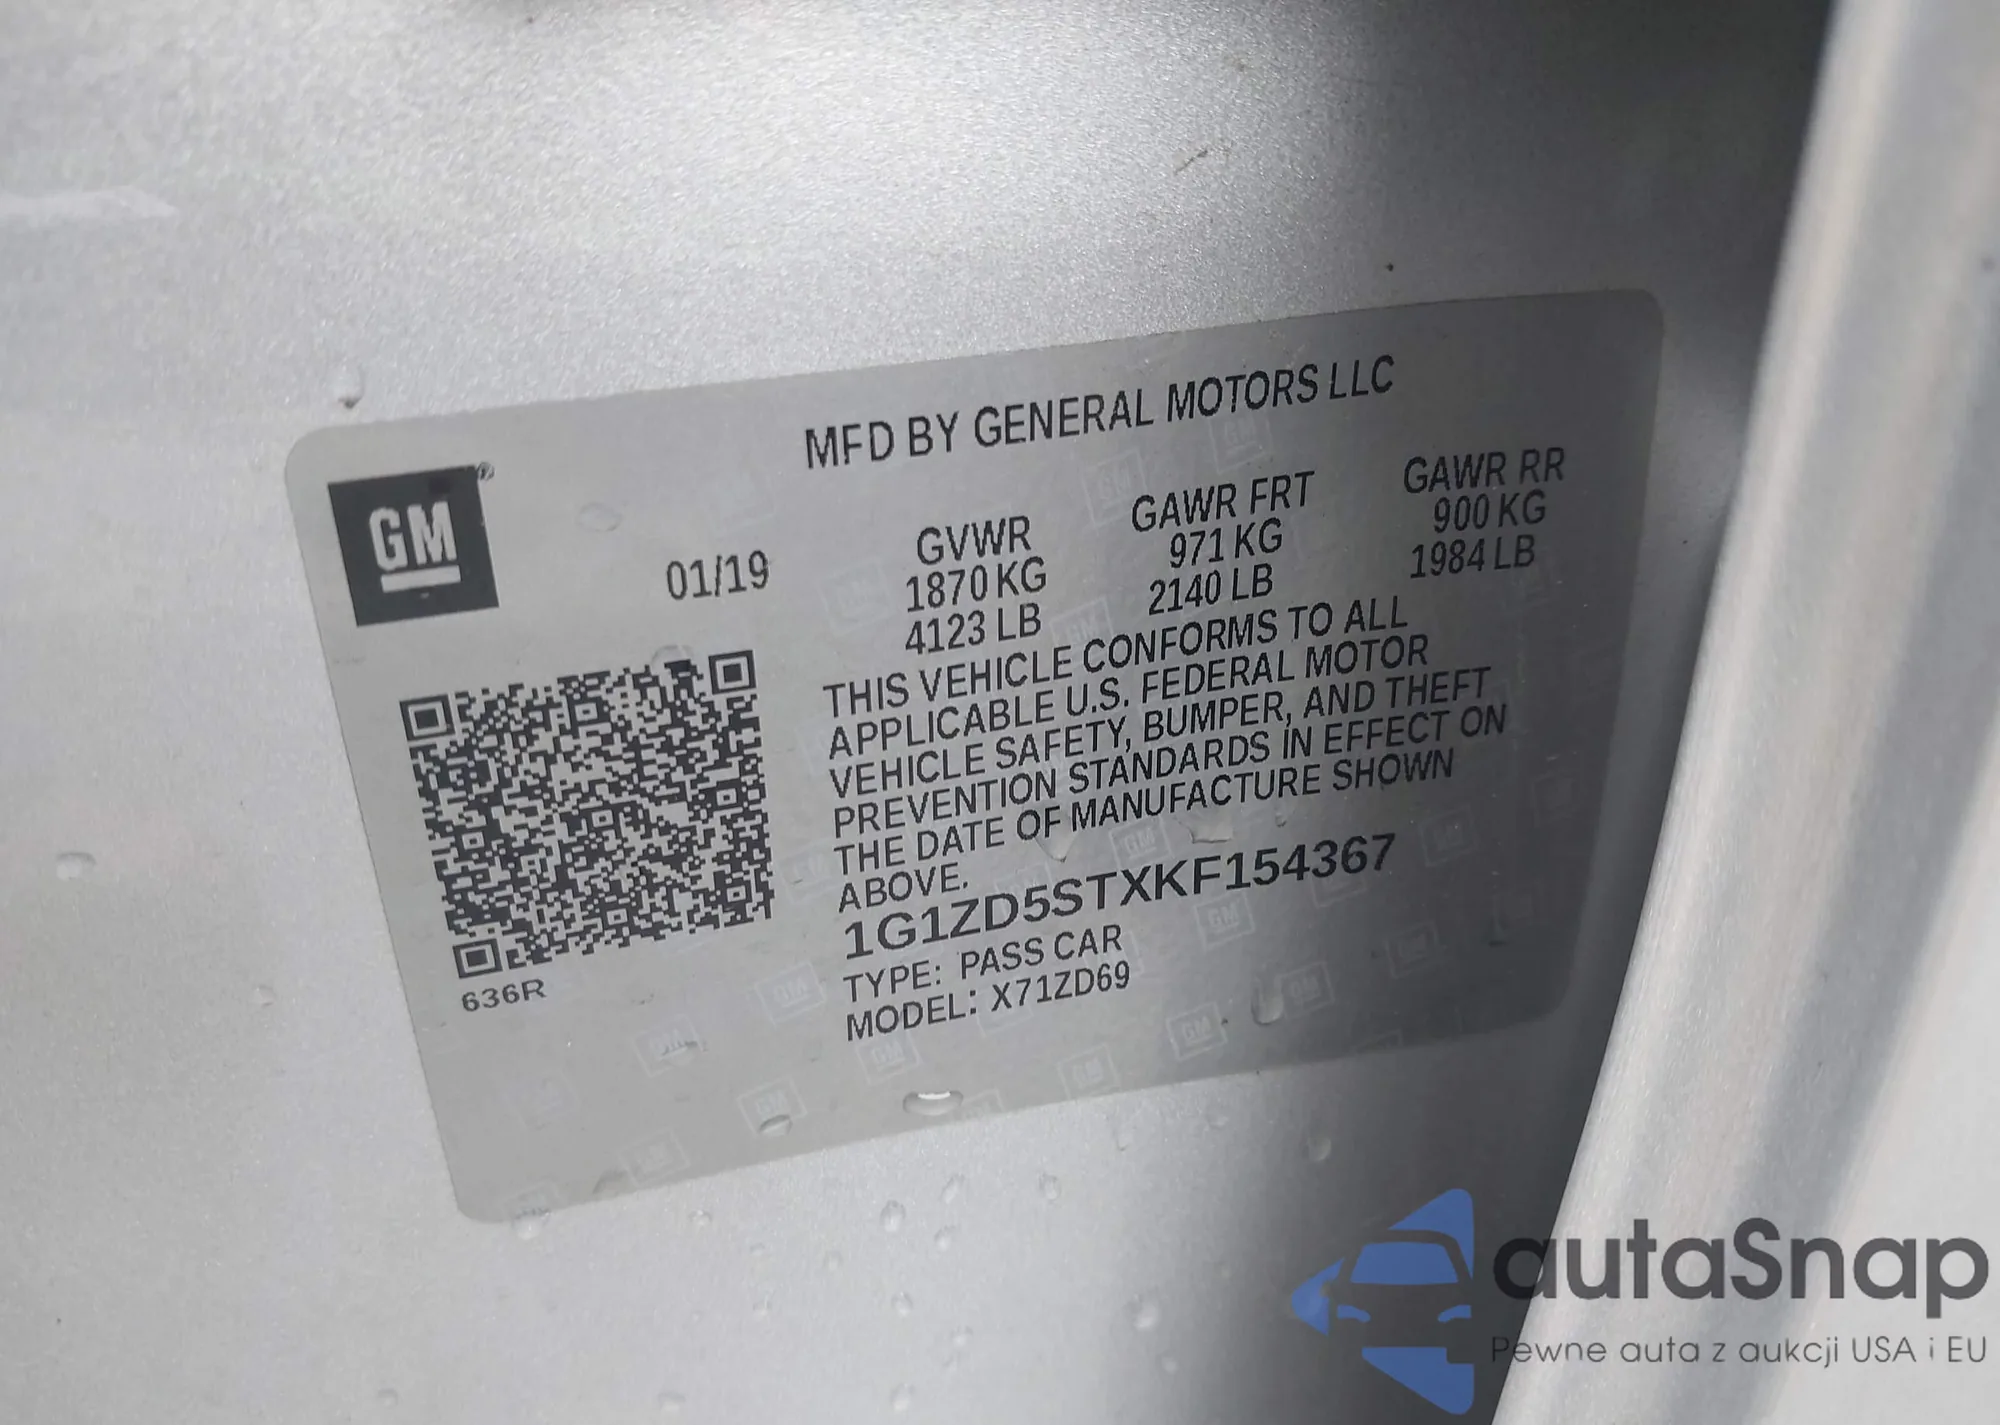 MFD BY GENERAL MOTORS LLC
GM®
01/19
GVWR
1870 KG
4123 LB
GAWR FRT
971 KG
2140 LB
GAWR RR
900 KG
1984 LB
THIS VEHICLE CONFORMS TO ALL
APPLICABLE U.S. FEDERAL MOTOR
VEHICLE SAFETY, BUMPER, AND THEFT
PREVENTION STANDARDS IN EFFECT ON
THE DATE OF MANUFACTURE SHOWN
ABOVE.
1G1ZD5STXKF154367
TYPE: PASS CAR
MODEL: X71ZD69
636R
autaSnap
Pewne auta z aukcji USA i EU